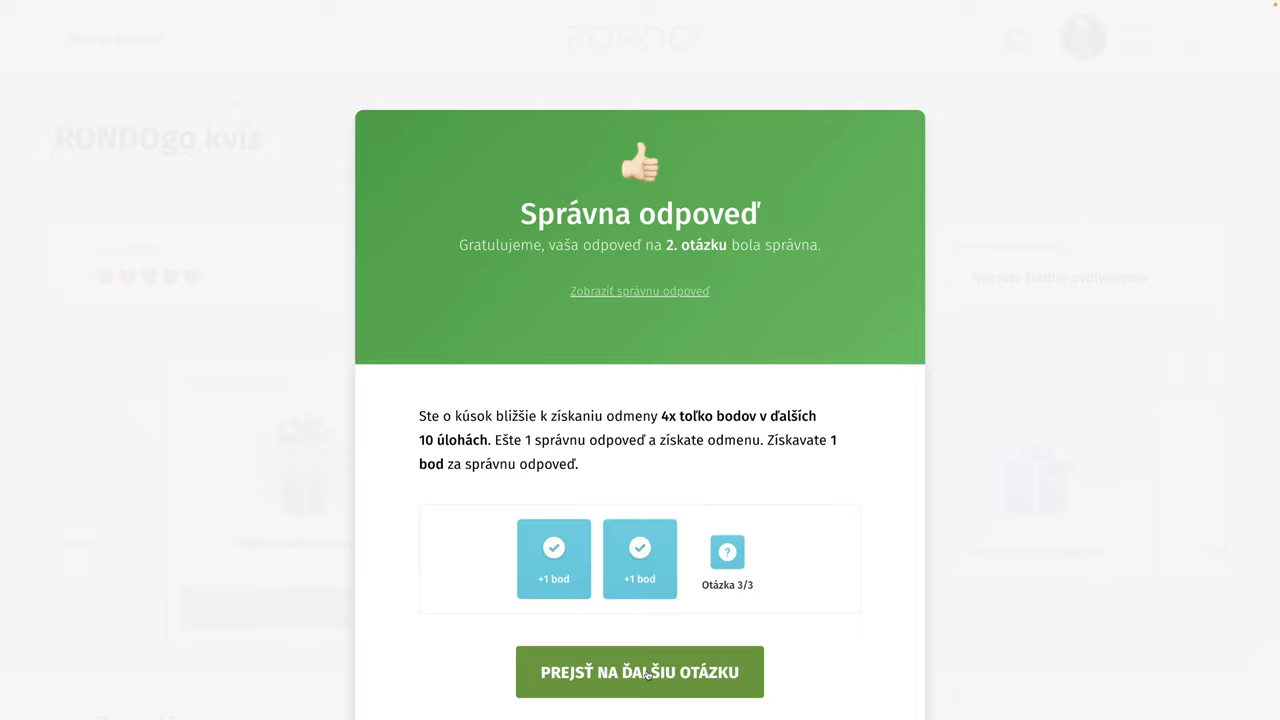 RONDOgo kvíz
Správna odpoveď
Gratulujeme, vaša odpoveď na 2. otázku bola správna.
Zobraziť správnu odpoveď
Ste o kúsok bližšie k získaniu odmeny 4x toľko bodov v ďalších
10 úlohách. Ešte 1 správnu odpoveď a získate odmenu. Získavate 1
bod za správnu odpoveď.
+1 bod
+1 bod
?
Otázka 3/3
PREJSŤ NA ĎALŠIU OTÁZKU